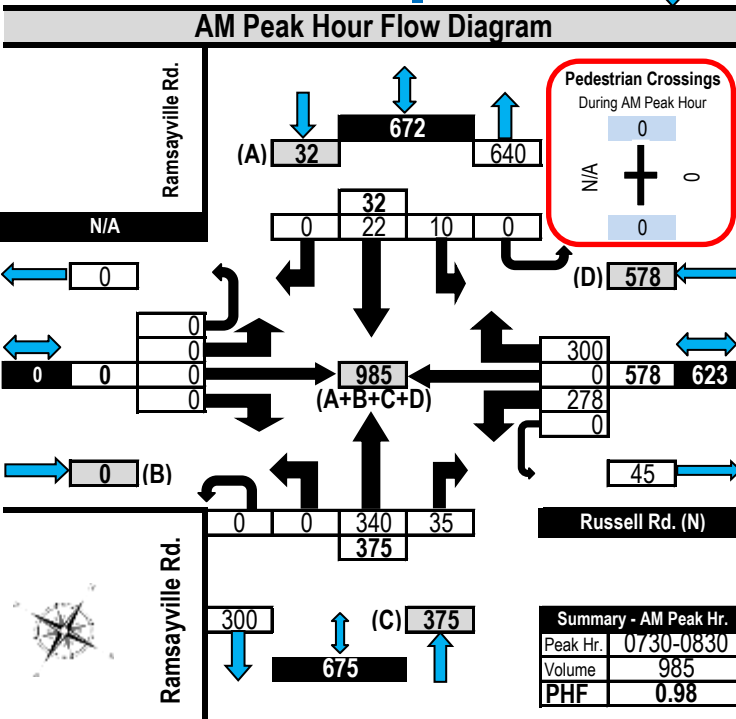 AM Peak Hour Flow Diagram
Ramsayville Rd.
Pedestrian Crossings
During AM Peak Hour
0
N/A
0
0
(A) 32 672 640
N/A
32
0 22 10 0
0
(D) 578
0
0
0 0 0
0
985
(A+B+C+D)
300
0 578 623
278
0
0 (B)
45
0 0 340 35
375
Russell Rd. (N)
Ramsayville Rd.
300
(C) 375
675
Summary - AM Peak Hr.
Peak Hr. 0730-0830
Volume 985
PHF 0.98